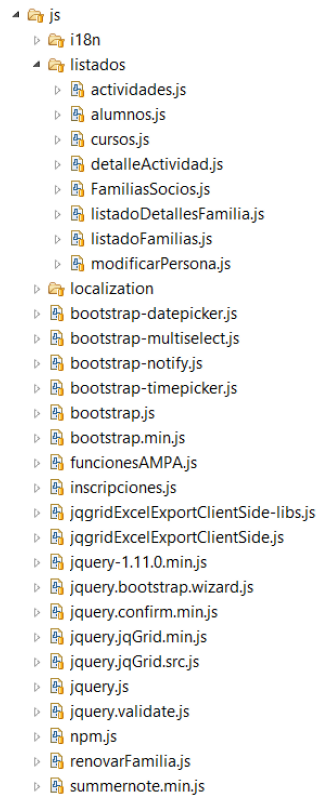 js
i18n
listados
actividades.js
alumnos.js
cursos.js
detalleActividad.js
FamiliasSocios.js
listadoDetallesFamilia.js
listadoFamilias.js
modificarPersona.js
localization
bootstrap-datepicker.js
bootstrap-multiselect.js
bootstrap-notify.js
bootstrap-timepicker.js
bootstrap.js
bootstrap.min.js
funcionesAMPA.js
inscripciones.js
jqgridExcelExportClientSide-libs.js
jqgridExcelExportClientSide.js
jquery-1.11.0.min.js
jquery.bootstrap.wizard.js
jquery.confirm.min.js
jquery.jqGrid.min.js
jquery.jqGrid.src.js
jquery.js
jquery.validate.js
npm.js
renovarFamilia.js
summernote.min.js